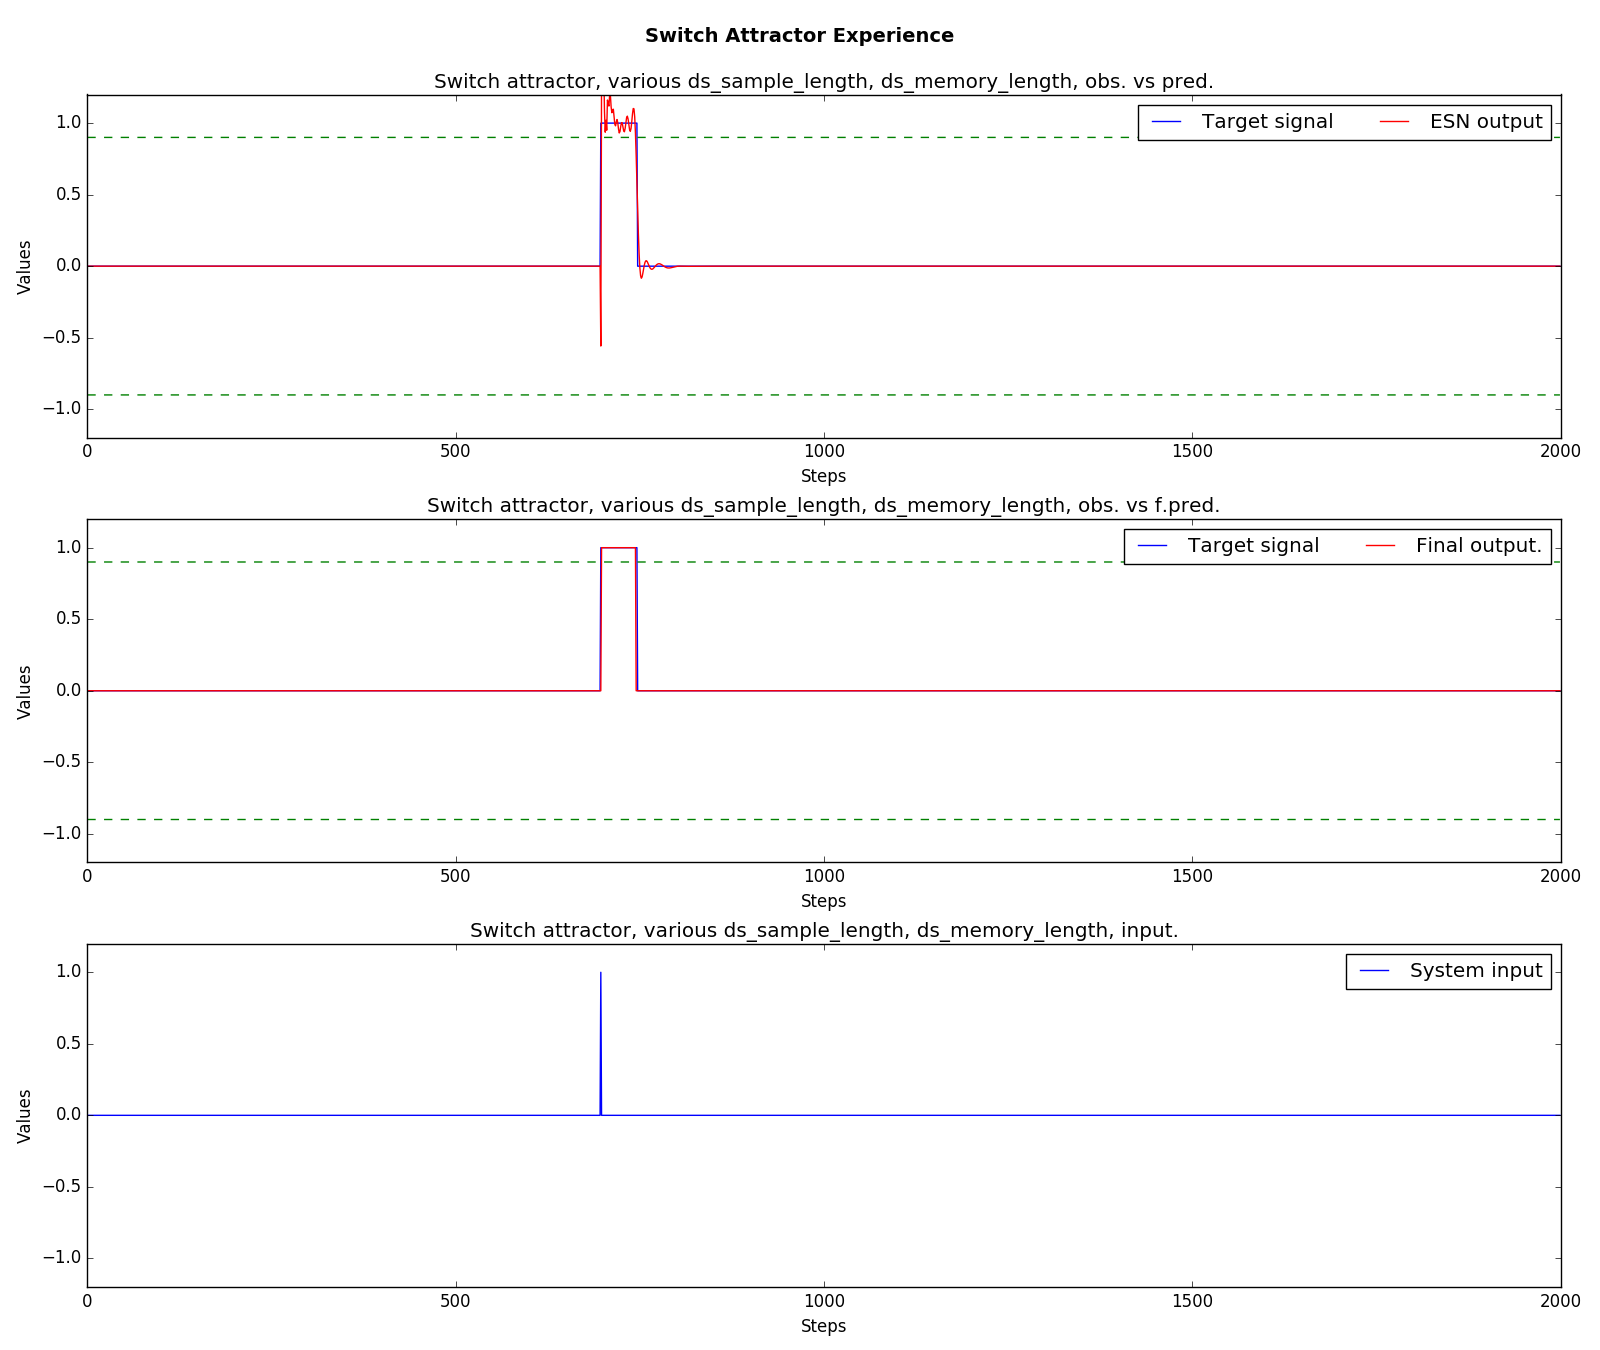 Switch Attractor Experience
Switch attractor, various ds_sample_length, ds_memory_length, obs. vs pred.
Target signal ESN output
1.0
0.5
0.0
−0.5
−1.0
Values
0 500 1000 1500 2000
Steps
Switch attractor, various ds_sample_length, ds_memory_length, obs. vs f.pred.
Target signal Final output.
1.0
0.5
0.0
−0.5
−1.0
Values
0 500 1000 1500 2000
Steps
Switch attractor, various ds_sample_length, ds_memory_length, input.
System input
1.0
0.5
0.0
−0.5
−1.0
Values
0 500 1000 1500 2000
Steps